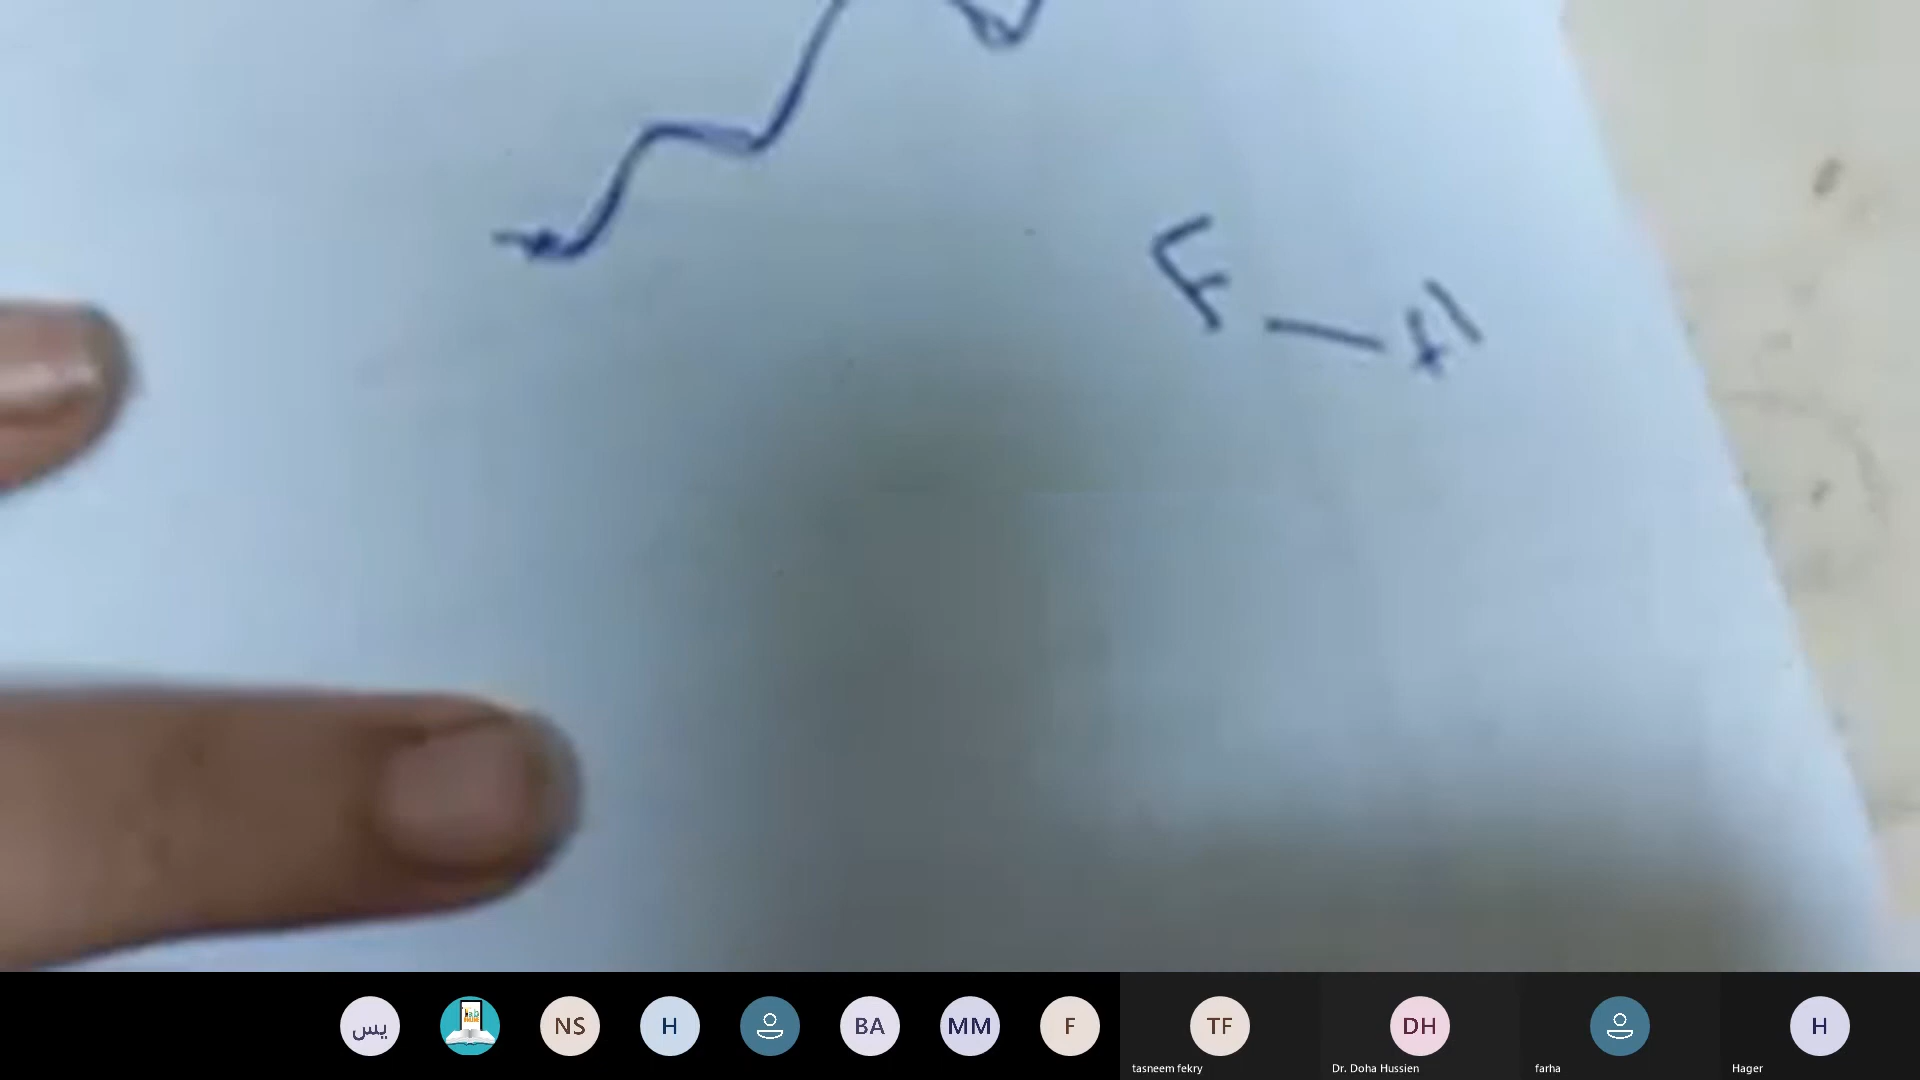 F — H
يس
NS
H
BA
MM
F
TF
DH
H
tasneem fekry
Dr. Doha Hussien
farha
Hager